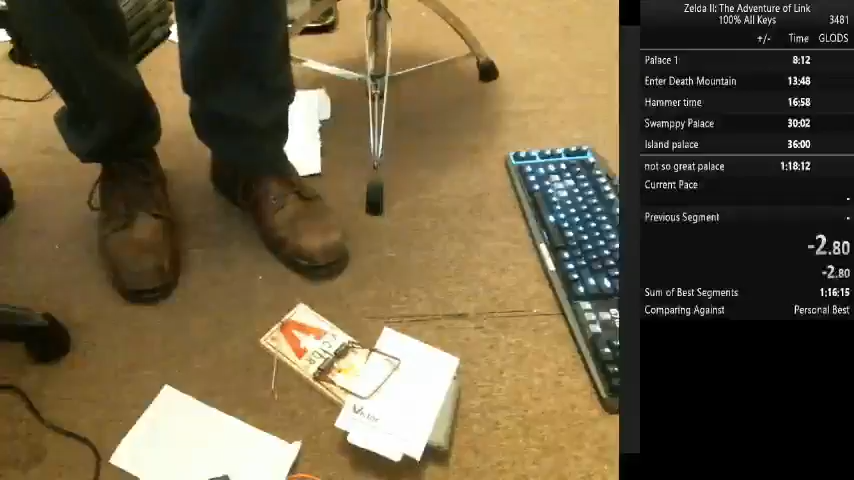 Zelda II: The Adventure of Link
100% All Keys 3481
+/- Time GLODS
Palace 1 8:12
Enter Death Mountain 13:48
Hammer time 16:58
Swamppy Palace 30:02
Island palace 36:00
not so great palace 1:18:12
Current Pace -
Previous Segment -
-2.80
-2.80
Sum of Best Segments 1:16:15
Comparing Against Personal Best
VICTOR
Victor